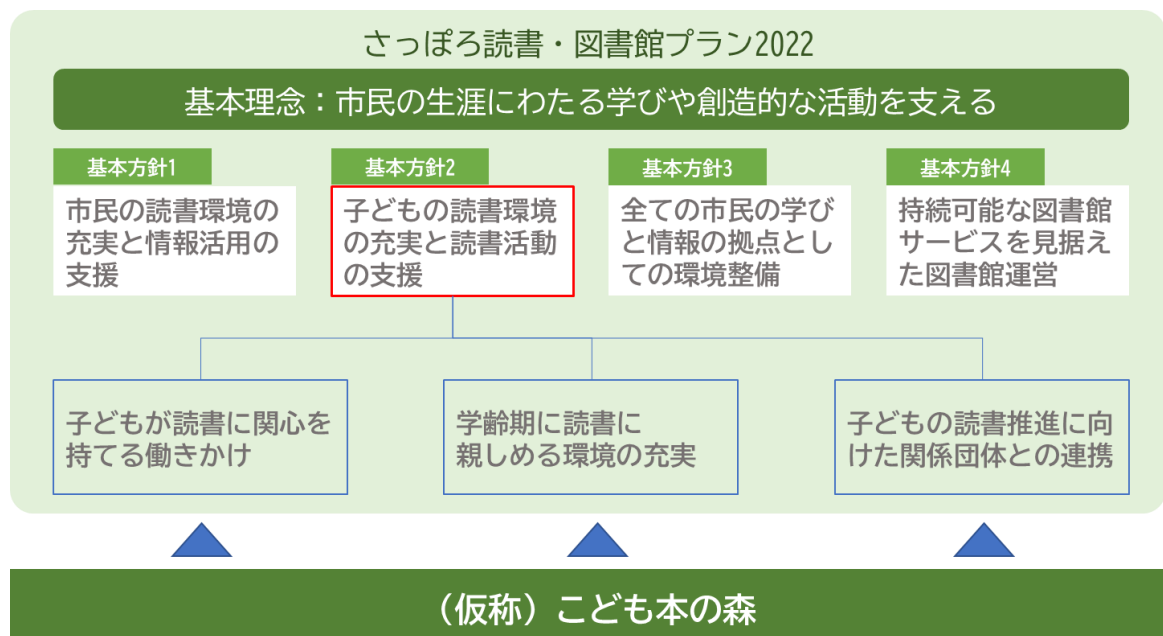 さっぽろ読書・図書館プラン2022
基本理念：市民の生涯にわたる学びや創造的な活動を支える
基本方針1
市民の読書環境の
充実と情報活用の
支援
基本方針2
子どもの読書環境
の充実と読書活動
の支援
基本方針3
全ての市民の学び
と情報の拠点とし
ての環境整備
基本方針4
持続可能な図書館
サービスを見据え
た図書館運営
子どもが読書に関心を
持てる働きかけ
学齢期に読書に
親しめる環境の充実
子どもの読書推進に向
けた関係団体との連携
（仮称）こども本の森